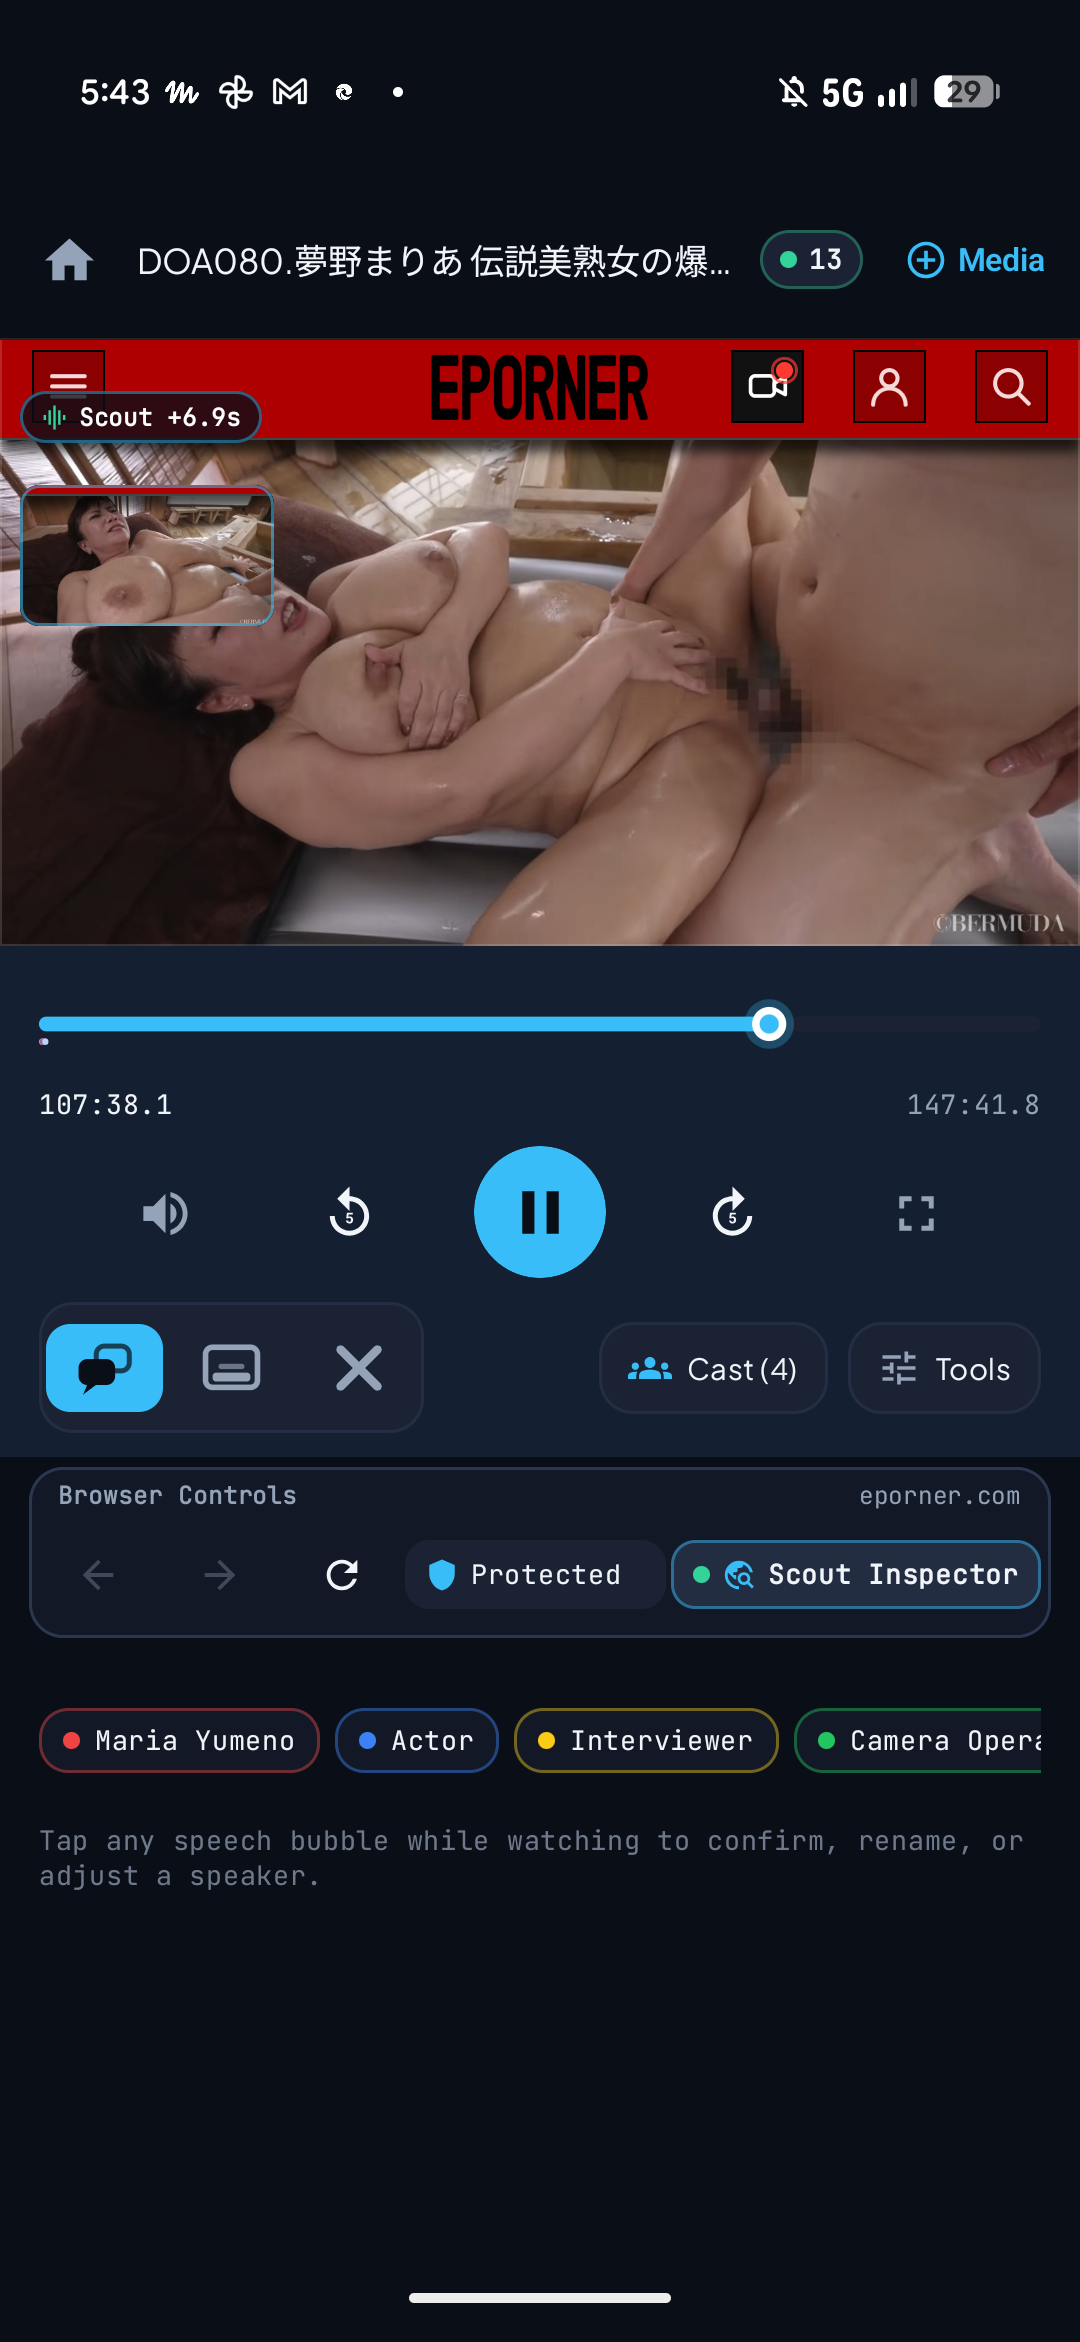 5:43
5G
29
DOA080.夢野まりあ 伝説美熟女の爆...
13
Media
EPORNER
Scout +6.9s
©BERMUDA
107:38.1
147:41.8
5
5
Cast (4)
Tools
Browser Controls
eporner.com
Protected
Scout Inspector
Maria Yumeno
Actor
Interviewer
Camera Opera
Tap any speech bubble while watching to confirm, rename, or
adjust a speaker.